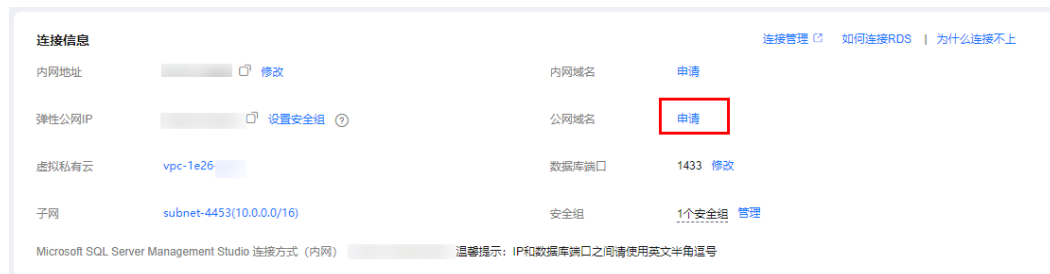 连接信息 连接管理 如何连接RDS | 为什么连接不上
内网地址 修改 内网域名 申请
弹性公网IP 设置安全组 公网域名 申请
虚拟私有云 vpc-1e26- 数据库端口 1433 修改
子网 subnet-4453(10.0.0.0/16) 安全组 1个安全组 管理
Microsoft SQL Server Management Studio 连接方式（内网） 温馨提示：IP和数据库端口之间请使用英文半角逗号